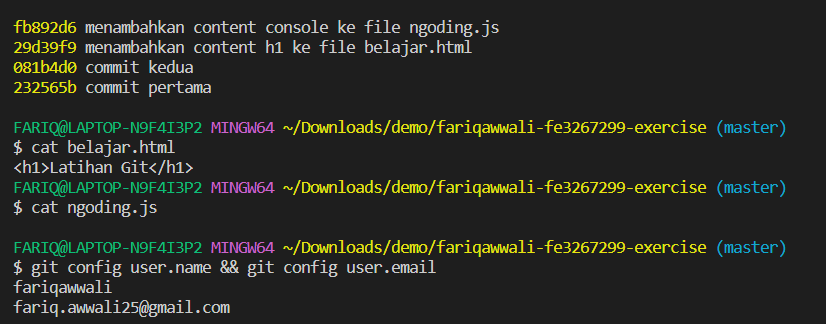 fb892d6 menambahkan content console ke file ngoding.js
29d39f9 menambahkan content h1 ke file belajar.html
081b4d0 commit kedua
232565b commit pertama
FARIQ@LAPTOP-N9F4I3P2 MINGW64 ~/Downloads/demo/fariqawwali-fe3267299-exercise (master)
$ cat belajar.html
<h1>Latihan Git</h1>
FARIQ@LAPTOP-N9F4I3P2 MINGW64 ~/Downloads/demo/fariqawwali-fe3267299-exercise (master)
$ cat ngoding.js
FARIQ@LAPTOP-N9F4I3P2 MINGW64 ~/Downloads/demo/fariqawwali-fe3267299-exercise (master)
$ git config user.name && git config user.email
fariqawwali
fariq.awwali25@gmail.com